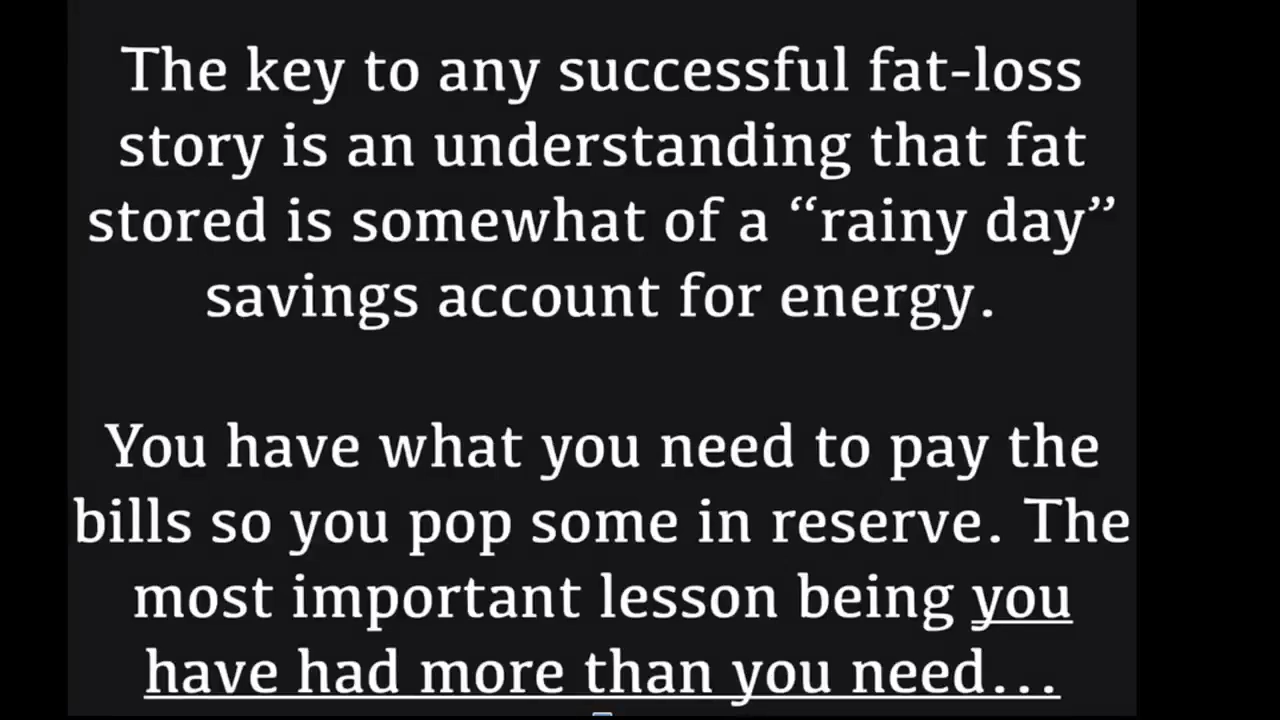 The key to any successful fat-loss
story is an understanding that fat
stored is somewhat of a “rainy day”
savings account for energy.
You have what you need to pay the
bills so you pop some in reserve. The
most important lesson being you
have had more than you need...